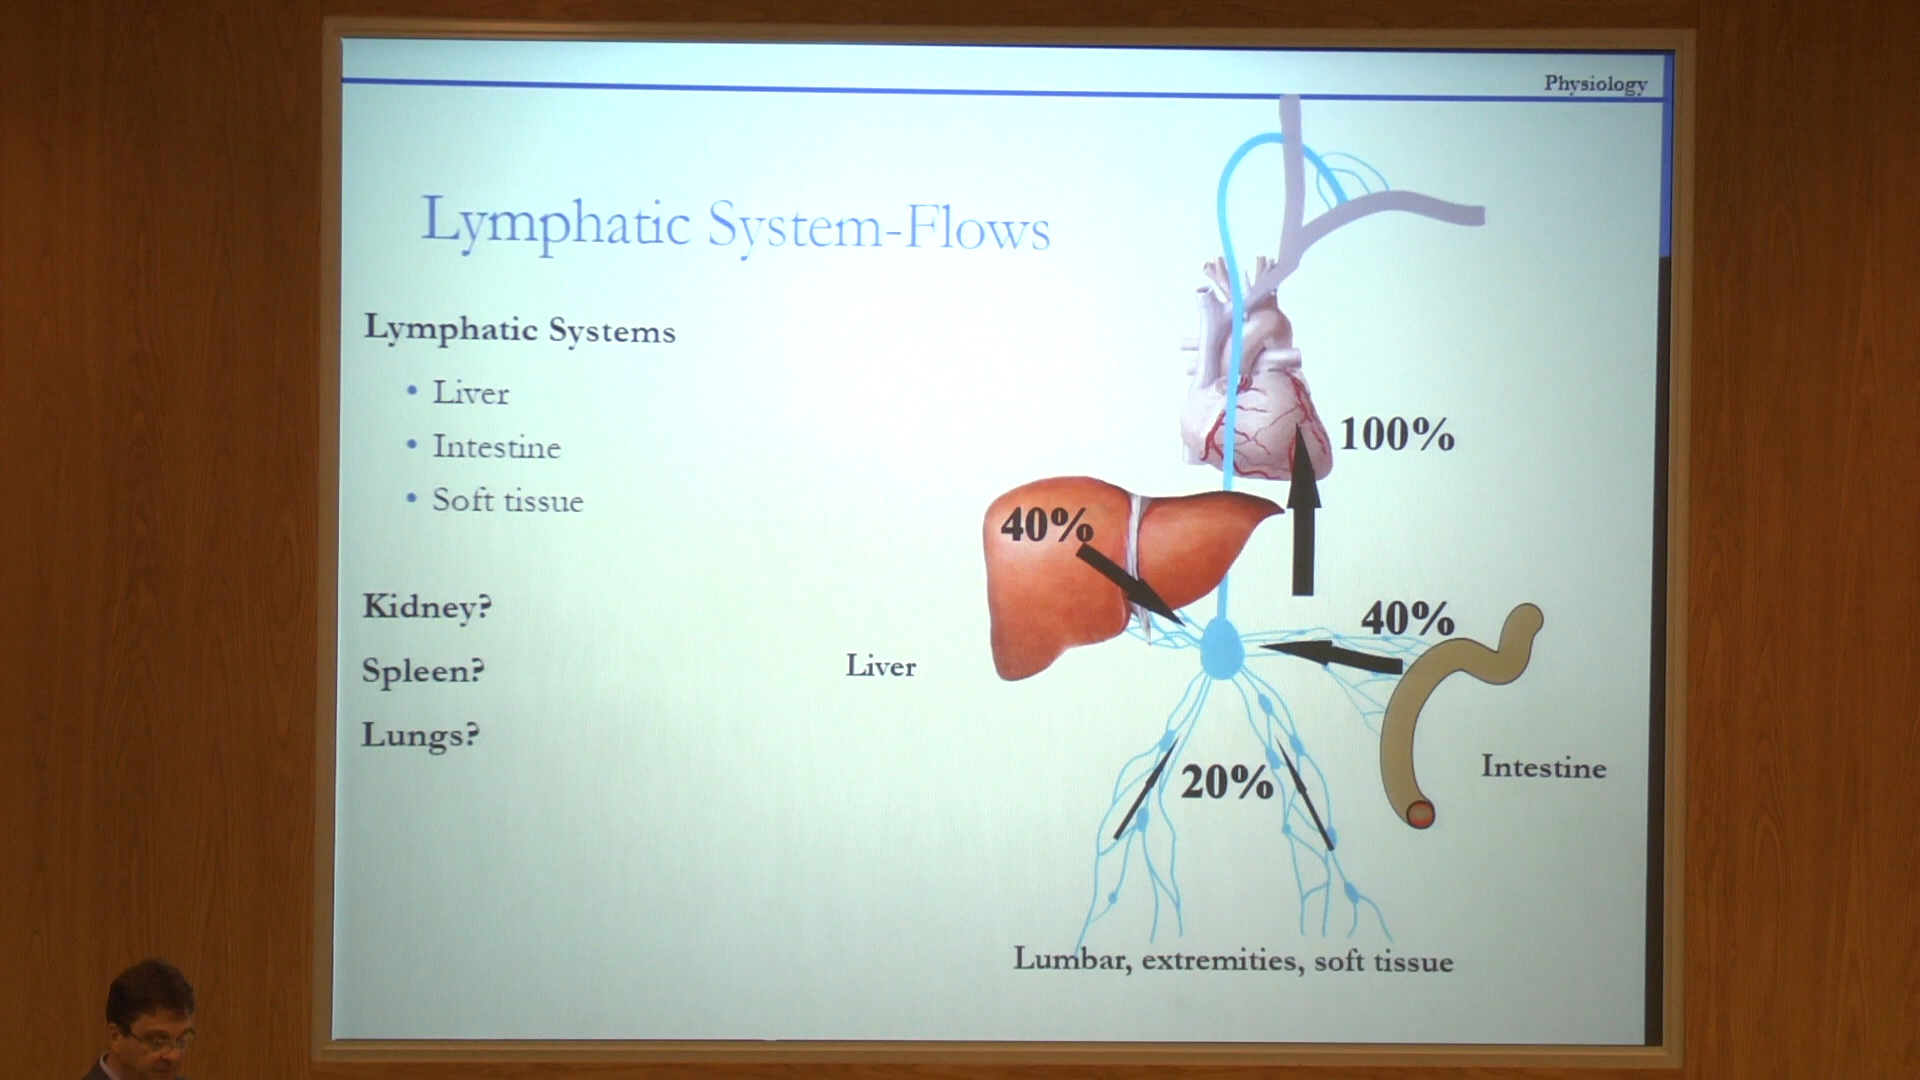 Physiology
Lymphatic System-Flows
Lymphatic Systems
• Liver
• Intestine
• Soft tissue
Kidney?
Spleen?
Lungs?
100%
40%
40%
Liver
20%
Intestine
Lumbar, extremities, soft tissue